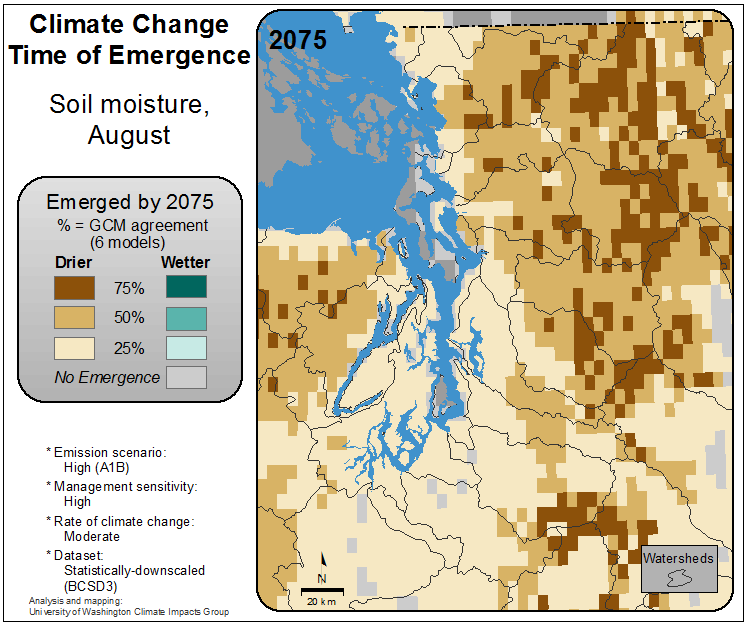 Climate Change
Time of Emergence
Soil moisture,
August
Emerged by 2075
% = GCM agreement
(6 models)
Drier Wetter
75%
50%
25%
No Emergence
* Emission scenario:
High (A1B)
* Management sensitivity:
High
* Rate of climate change:
Moderate
* Dataset:
Statistically-downscaled
(BCSD3)
Analysis and mapping:
University of Washington Climate Impacts Group
2075
N
20 km
Watersheds